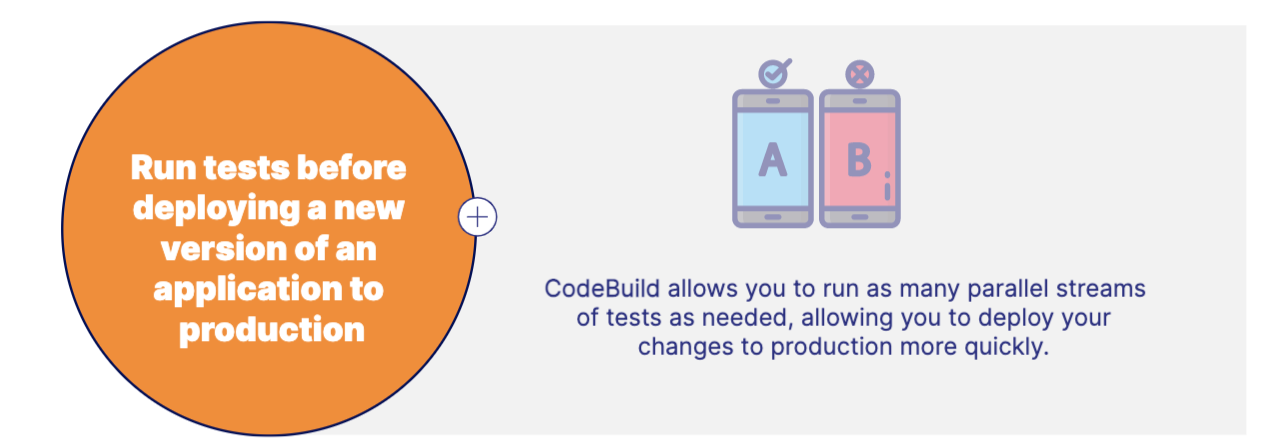 Run tests before
deploying a new
version of an
application to
production
A
B
CodeBuild allows you to run as many parallel streams
of tests as needed, allowing you to deploy your
changes to production more quickly.